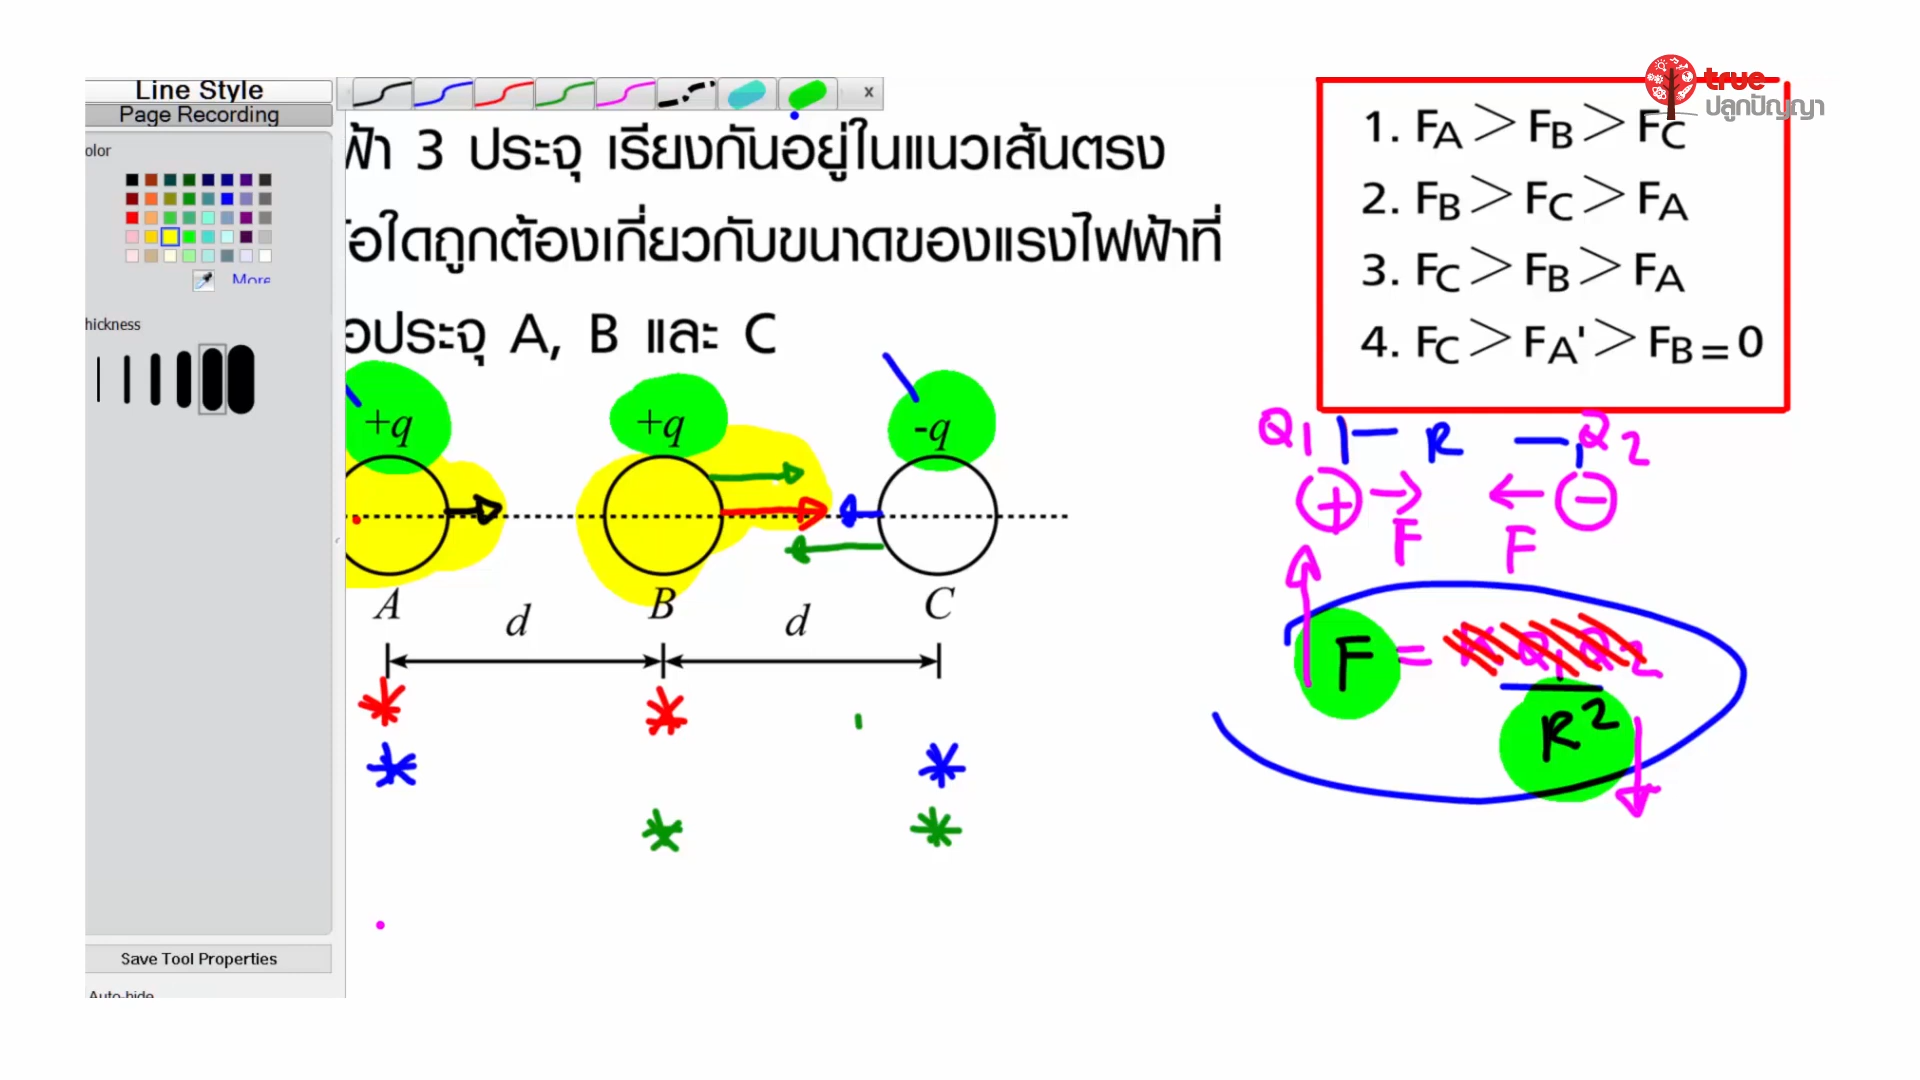 Line Style
Page Recording
olor
More
hickness
Save Tool Properties
Auto-hide
x
ฟ้า 3 ประจุ เรียงกันอยู่ในแนวเส้นตรง
้อใดถูกต้องเกี่ยวกับขนาดของแรงไฟฟ้าที่
อประจุ A, B และ C
+q
+q
-q
A
B
C
d
d
true
ปลูกปัญญา
1. FA > FB > FC
2. FB > FC > FA
3. FC > FB > FA
4. FC > FA' > FB = 0
Q1 R Q2
+ -
F F
F = K Q1 Q2
R2